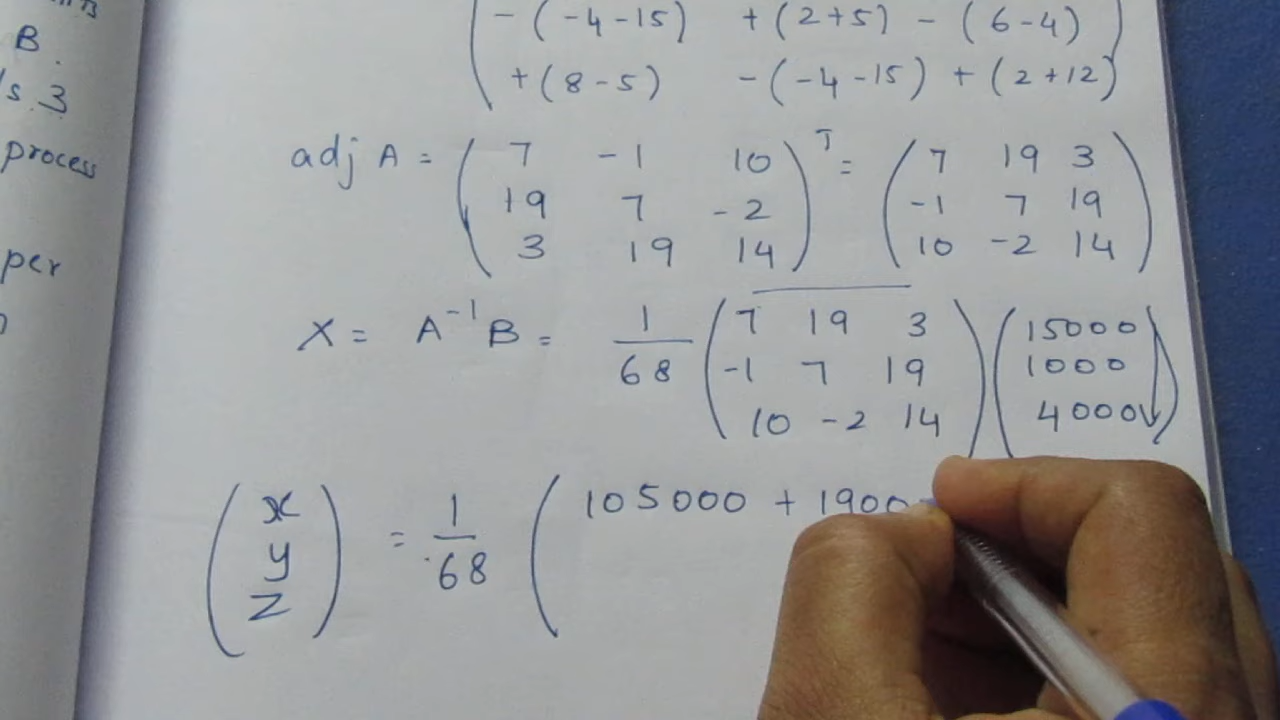 B.
/s. 3
process
per
- (-4-15) + (2+5) - (6-4)
+ (8-5) - (-4-15) + (2+12)
adj A = ( 7 -1 10 )ᵀ = ( 7 19 3 )
( 19 7 -2 ) ( -1 7 19 )
( 3 19 14 ) ( 10 -2 14 )
X = A⁻¹B = 1/68 ( 7 19 3 ) ( 15000 )
( -1 7 19 ) ( 1000 )
( 10 -2 14 ) ( 4000 )
( x ) = 1/68 ( 105000 + 1900
( y )
( z )